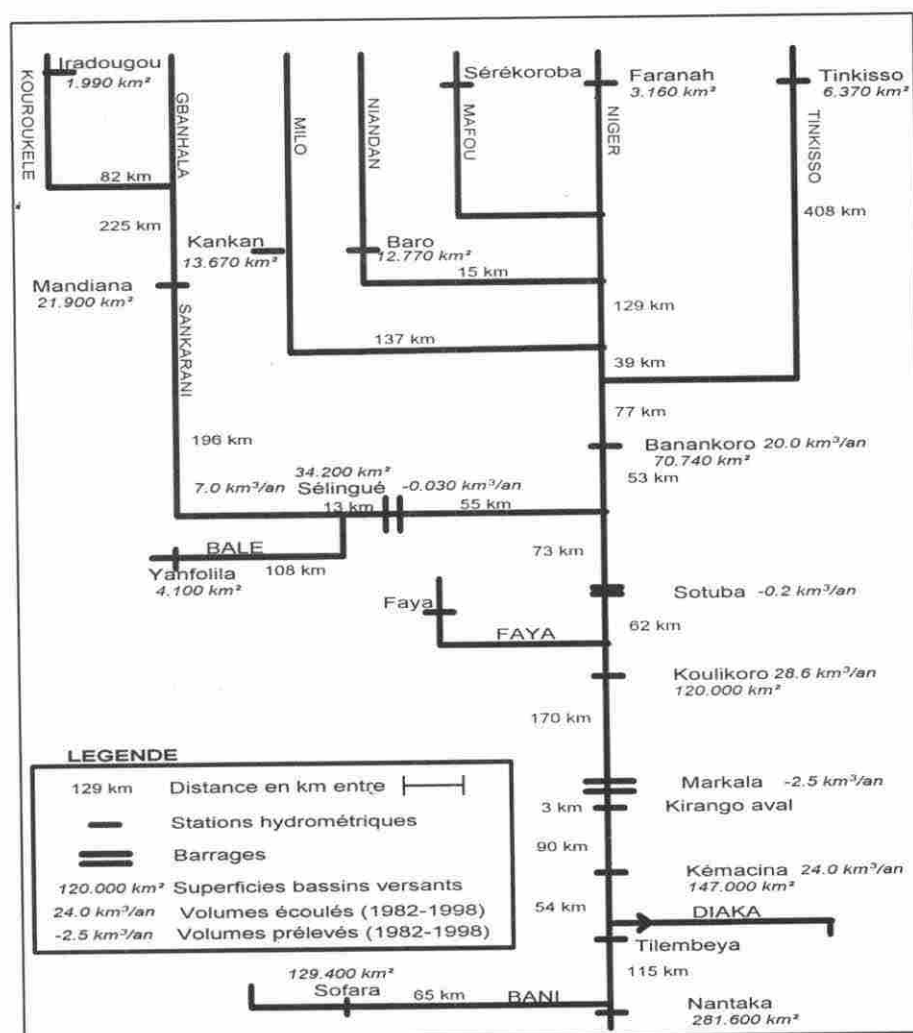 Iradougou
1.990 km²
KOUROUKELE
GBANHALA
MILO
NIANDAN
Sérékoroba
MAFOU
Faranah
3.160 km²
NIGER
Tinkisso
6.370 km²
TINKISSO
82 km
225 km
408 km
Kankan
13.670 km²
Baro
12.770 km²
15 km
Mandiana
21.900 km²
SANKARANI
129 km
137 km
39 km
77 km
196 km
Banankoro 20.0 km³/an
70.740 km²
53 km
34.200 km²
7.0 km³/an Sélingué -0.030 km³/an
13 km
55 km
BALE
73 km
Yanfolila
108 km
4.100 km²
Faya
FAYA
Sotuba -0.2 km³/an
62 km
Koulikoro 28.6 km³/an
120.000 km²
170 km
Markala -2.5 km³/an
3 km
Kirango aval
90 km
Kémacina 24.0 km³/an
147.000 km²
54 km
DIAKA
Tilembeya
115 km
129.400 km²
Sofara
65 km
BANI
Nantaka
281.600 km²
LEGENDE
129 km Distance en km entre
Stations hydrométriques
Barrages
120.000 km² Superficies bassins versants
24.0 km³/an Volumes écoulés (1982-1998)
-2.5 km³/an Volumes prélevés (1982-1998)